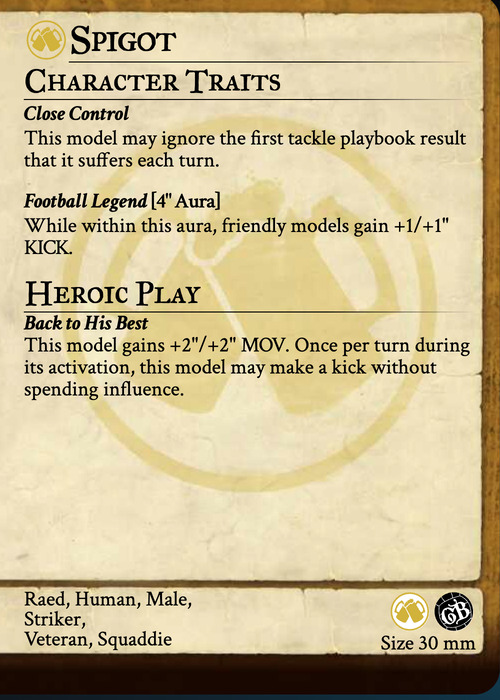 Spigot
Character Traits
Close Control
This model may ignore the first tackle playbook result
that it suffers each turn.
Football Legend [4" Aura]
While within this aura, friendly models gain +1/+1"
KICK.
Heroic Play
Back to His Best
This model gains +2"/+2" MOV. Once per turn during
its activation, this model may make a kick without
spending influence.
Raed, Human, Male,
Striker,
Veteran, Squaddie
GB
Size 30 mm